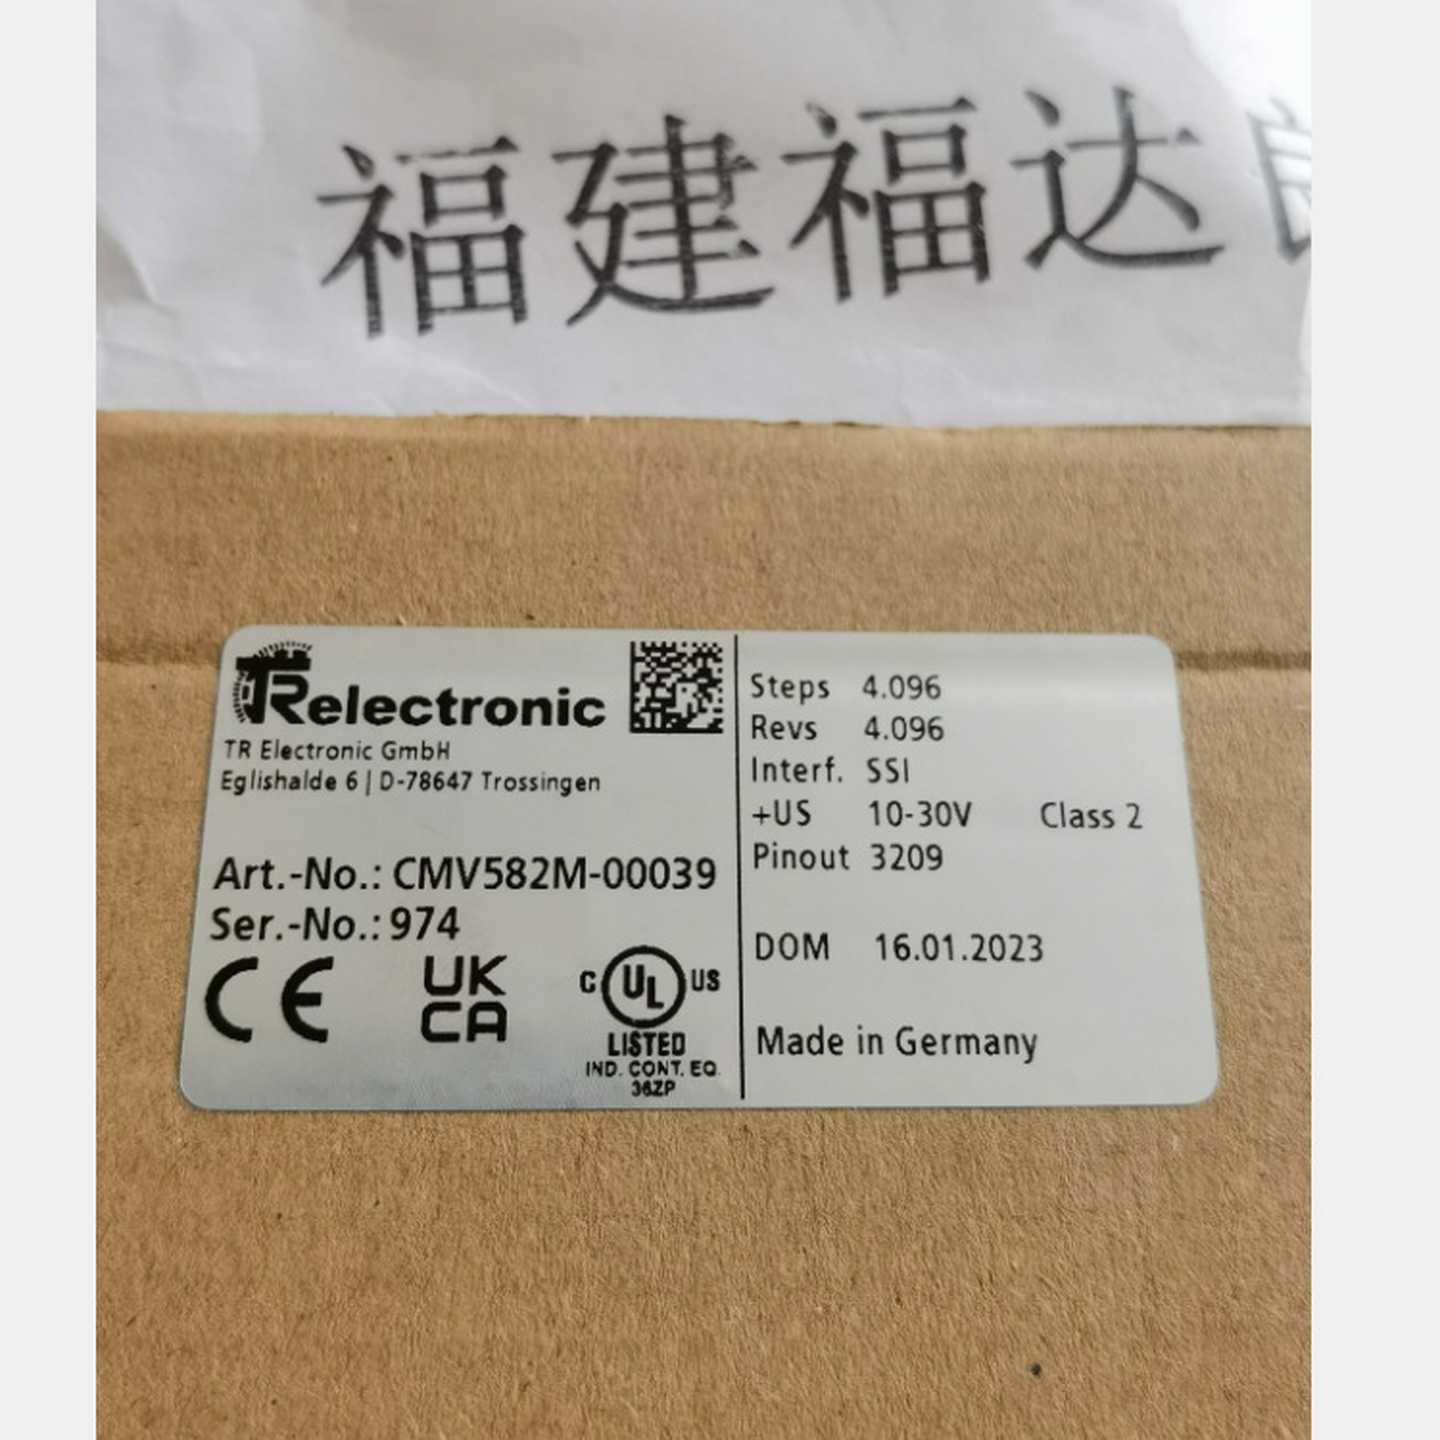 福建福达
TRelectronic
TR Electronic GmbH
Eglishalde 6 | D-78647 Trossingen
Art.-No.: CMV582M-00039
Ser.-No.: 974
CE
UK
CA
C UL US
LISTED
IND. CONT. EQ.
36ZP
Steps 4.096
Revs 4.096
Interf. SSI
+US 10-30V Class 2
Pinout 3209
DOM 16.01.2023
Made in Germany